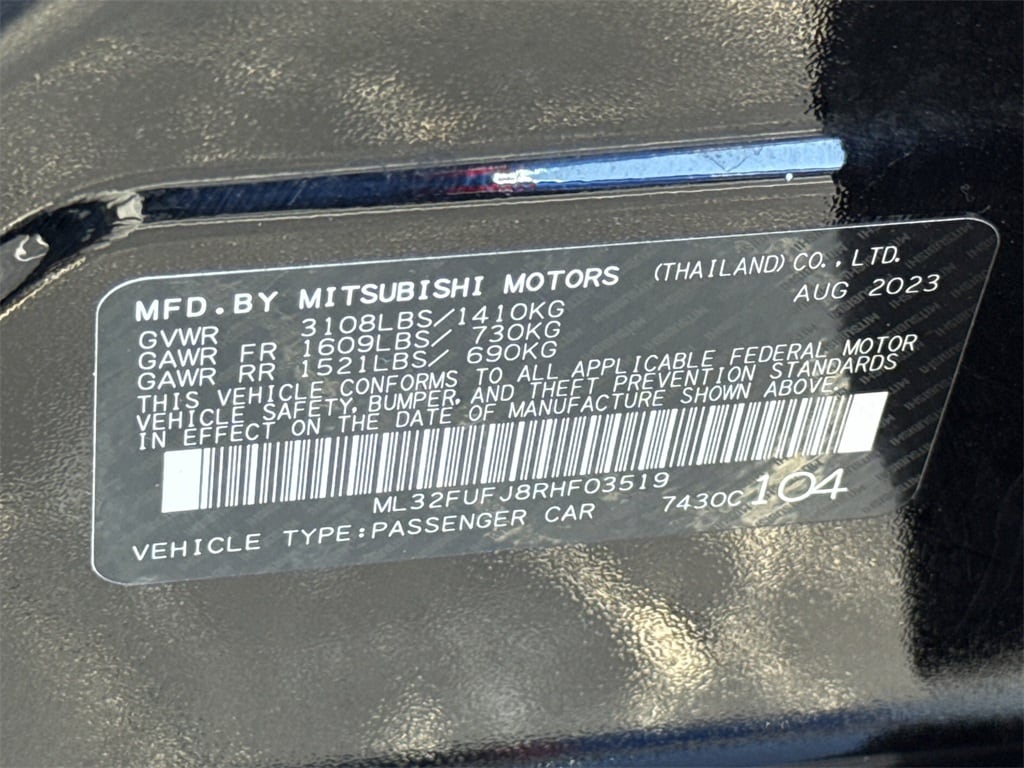 MFD.BY MITSUBISHI MOTORS (THAILAND)CO.,LTD.
AUG 2023
GVWR 3108LBS/1410KG
GAWR FR 1609LBS/ 730KG
GAWR RR 1521LBS/ 690KG
THIS VEHICLE CONFORMS TO ALL APPLICABLE FEDERAL MOTOR
VEHICLE SAFETY, BUMPER, AND THEFT PREVENTION STANDARDS
IN EFFECT ON THE DATE OF MANUFACTURE SHOWN ABOVE.
ML32FUFJ8RHF03519
7430C104
VEHICLE TYPE:PASSENGER CAR